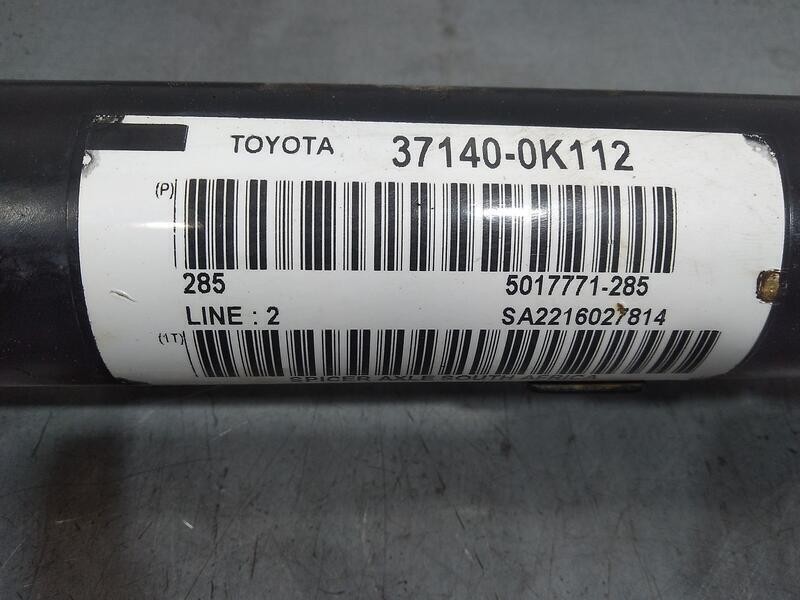 TOYOTA 37140-0K112
(P)
285 5017771-285
LINE : 2 SA2216027814
(1T)
SPICER AXLE SOUTH AFRICA